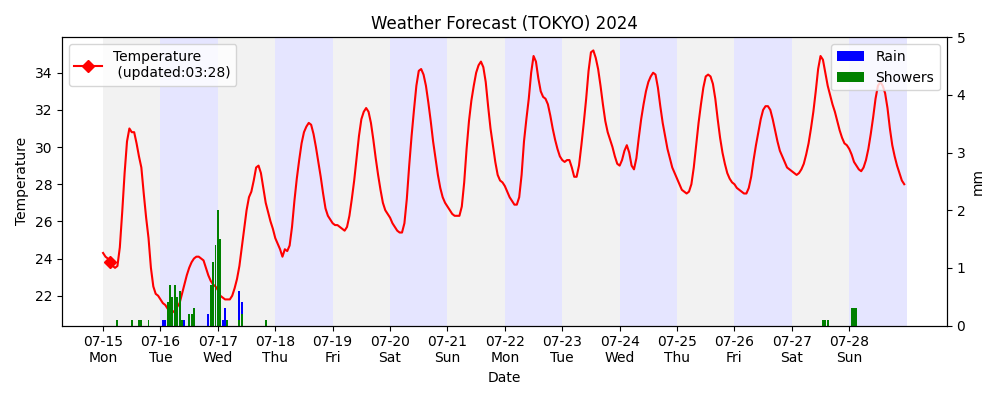 Weather Forecast (TOKYO) 2024
Temperature
(updated:03:28)
Rain
Showers
Temperature
34
32
30
28
26
24
22
5
4
3
2
1
0
mm
07-15 07-16 07-17 07-18 07-19 07-20 07-21 07-22 07-23 07-24 07-25 07-26 07-27 07-28
Mon Tue Wed Thu Fri Sat Sun Mon Tue Wed Thu Fri Sat Sun
Date